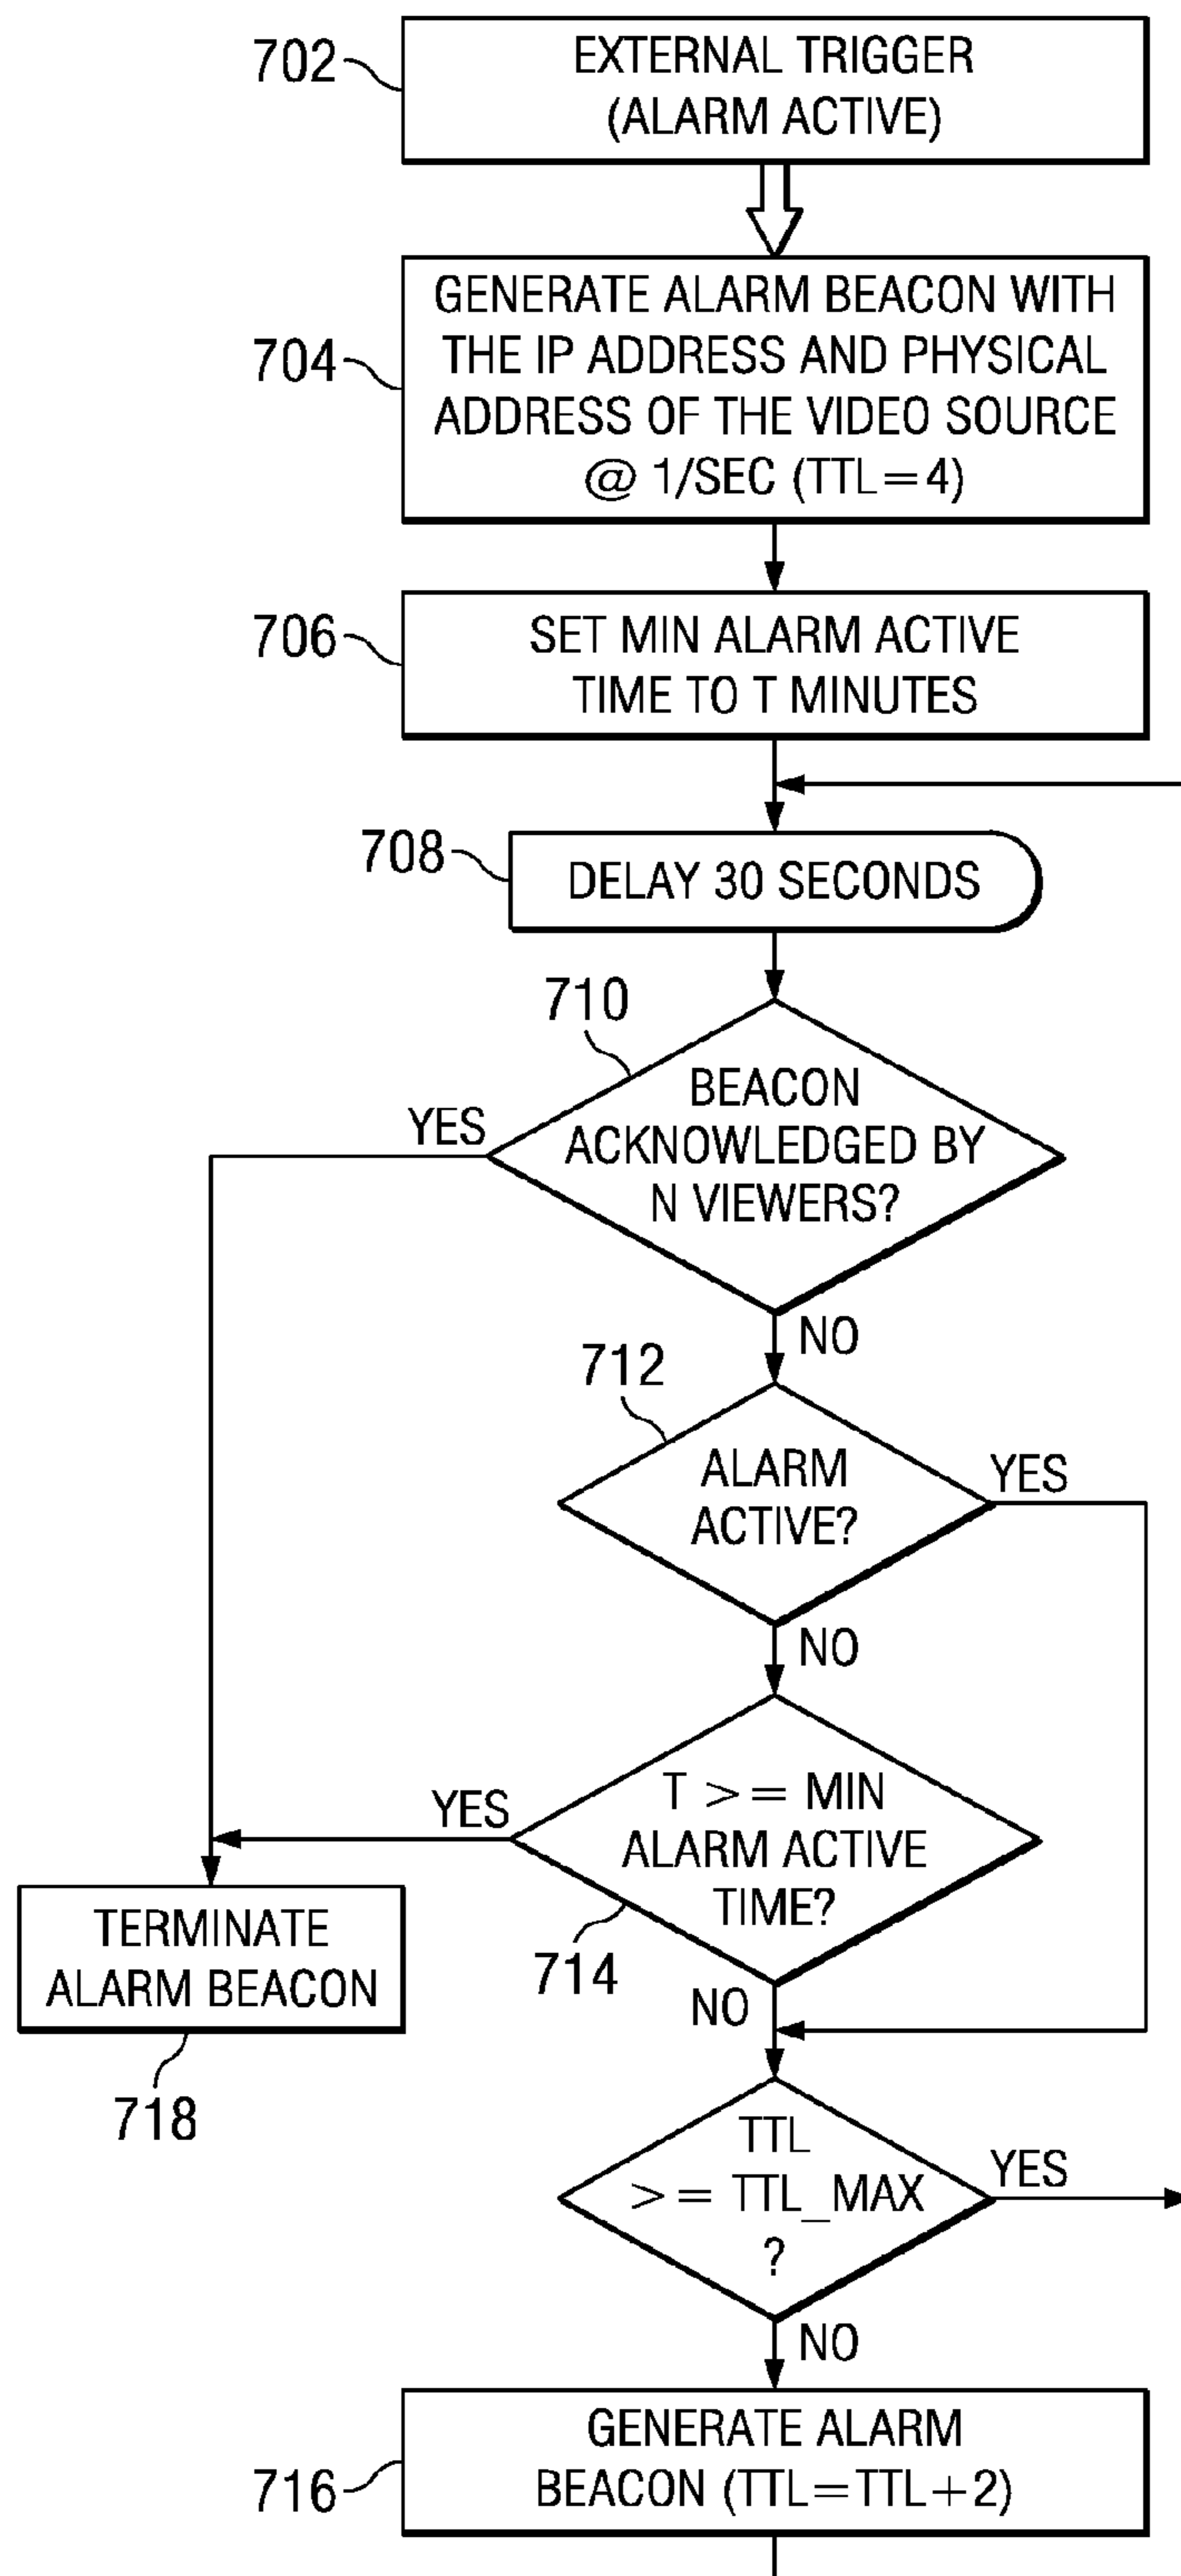 702
EXTERNAL TRIGGER
(ALARM ACTIVE)
704
GENERATE ALARM BEACON WITH
THE IP ADDRESS AND PHYSICAL
ADDRESS OF THE VIDEO SOURCE
@ 1/SEC (TTL=4)
706
SET MIN ALARM ACTIVE
TIME TO T MINUTES
708
DELAY 30 SECONDS
710
BEACON
ACKNOWLEDGED BY
N VIEWERS?
YES
NO
712
ALARM
ACTIVE?
YES
NO
T >= MIN
ALARM ACTIVE
TIME?
YES
714
NO
TERMINATE
ALARM BEACON
718
TTL
>= TTL_MAX
?
YES
NO
716
GENERATE ALARM
BEACON (TTL=TTL+2)